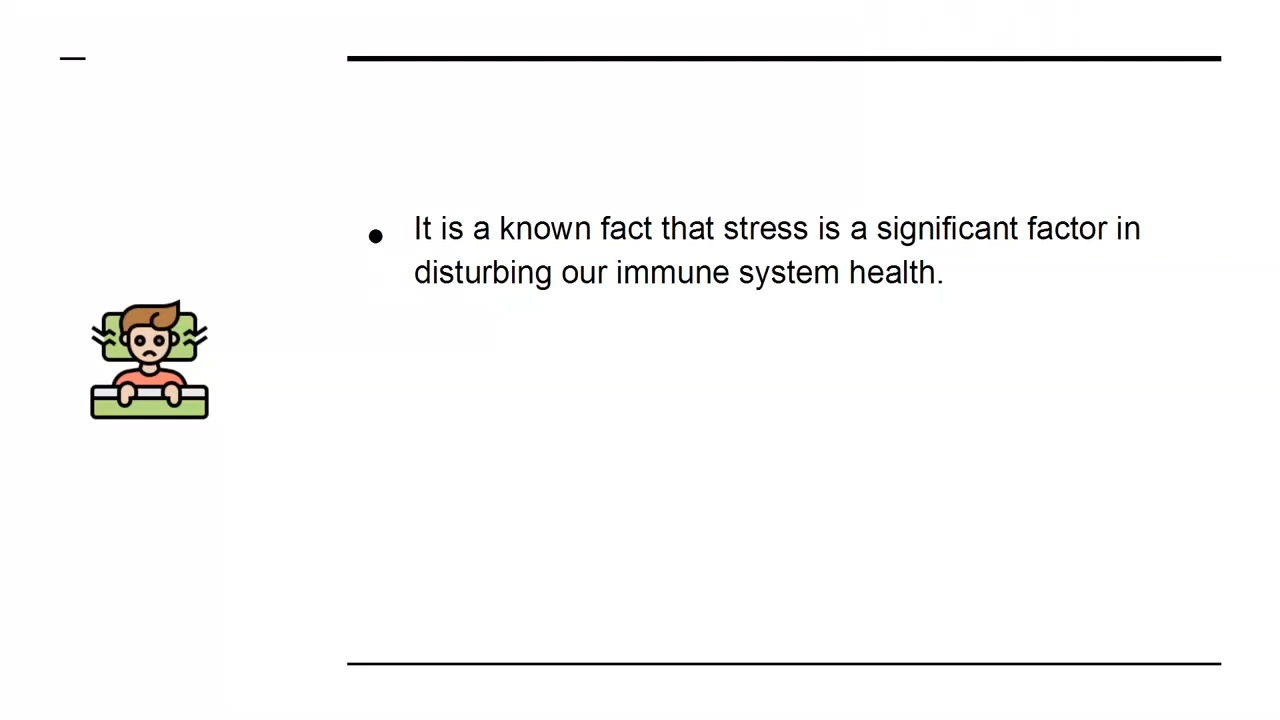 It is a known fact that stress is a significant factor in
disturbing our immune system health.